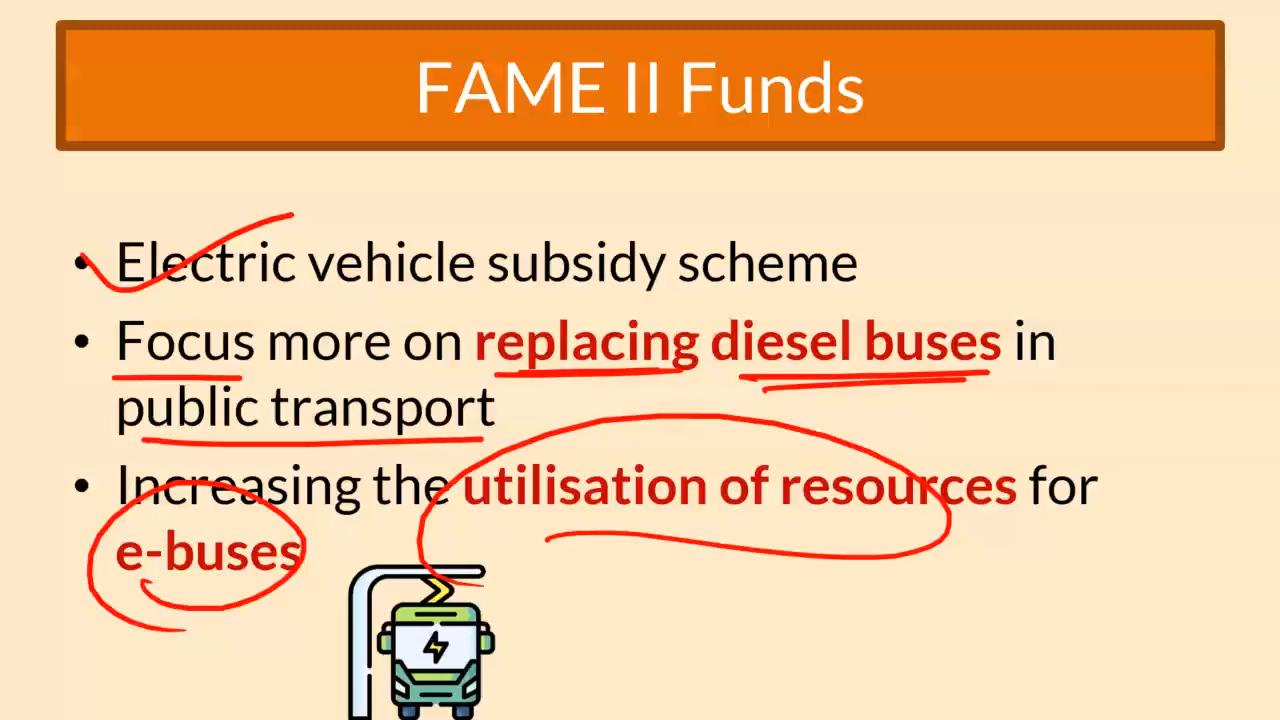 FAME II Funds
• Electric vehicle subsidy scheme
• Focus more on replacing diesel buses in
public transport
• Increasing the utilisation of resources for
e-buses